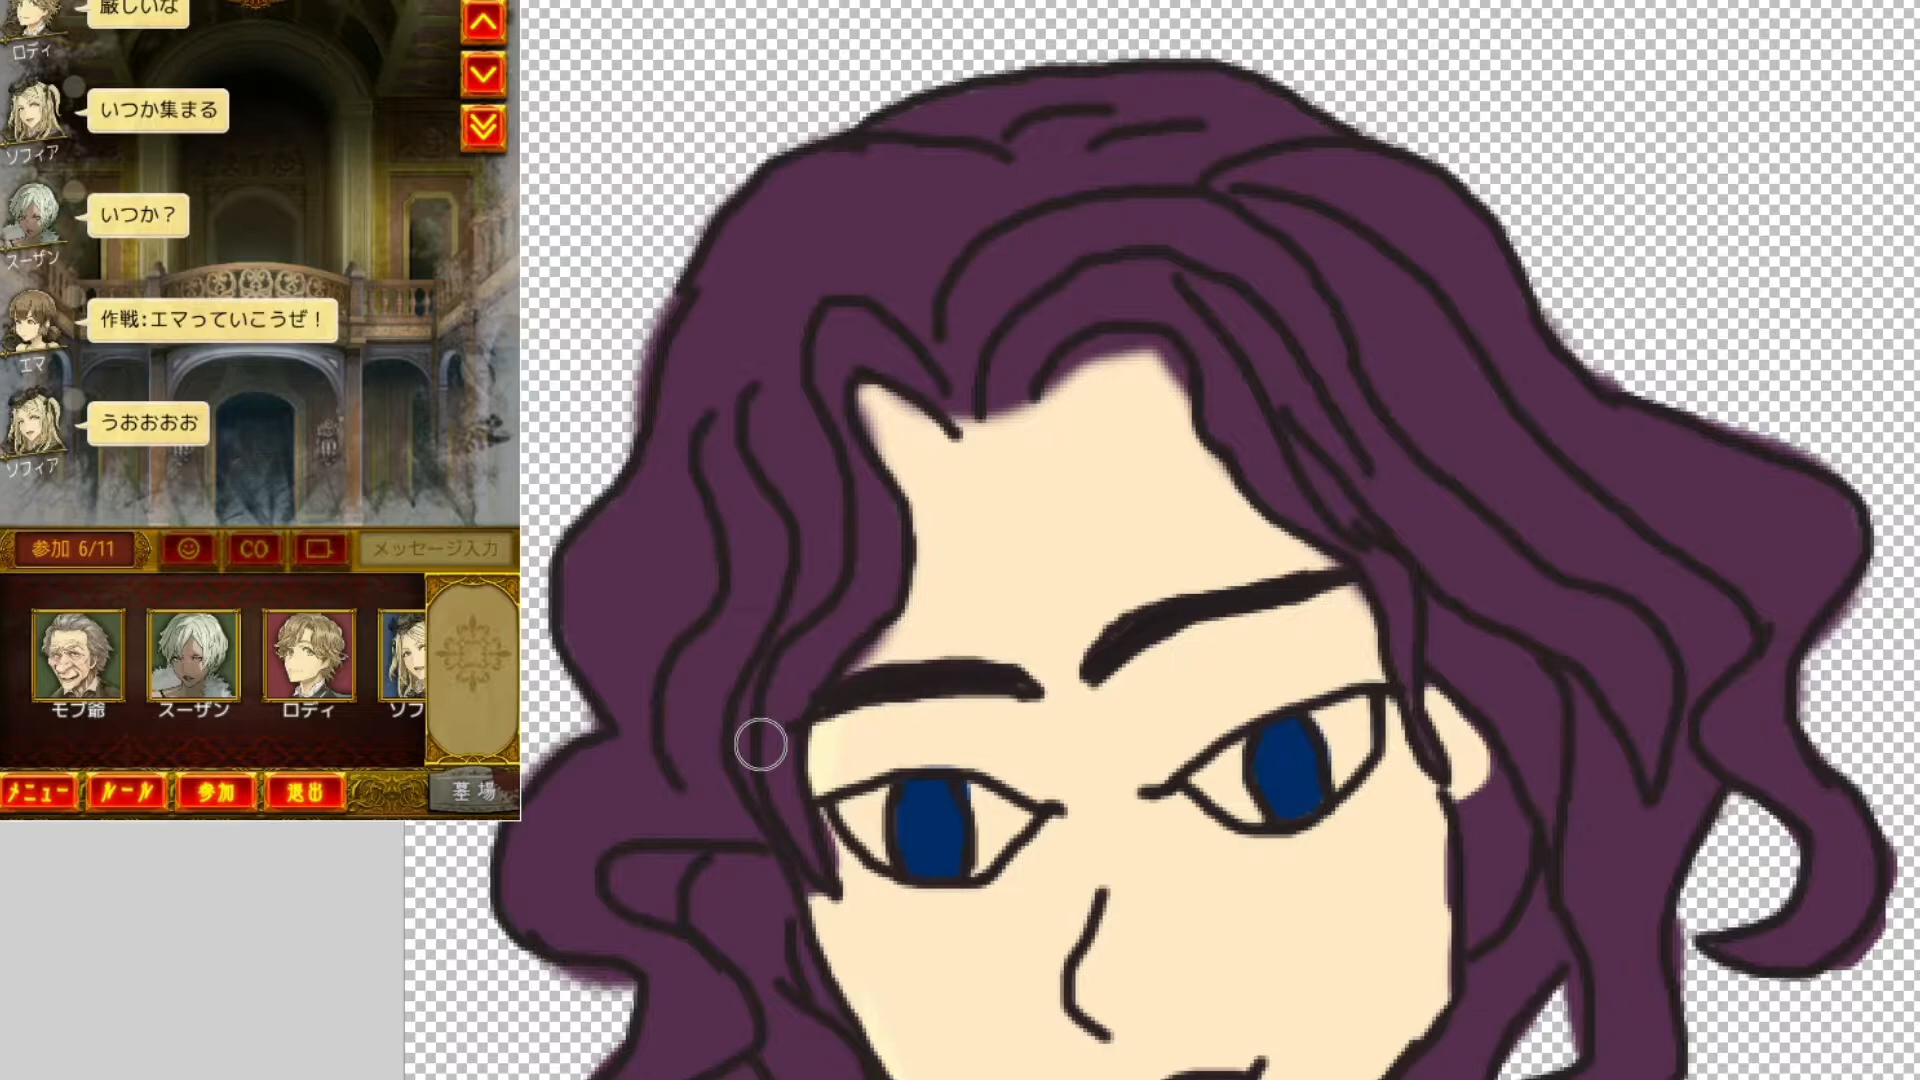 厳しいな
ロディ
いつか集まる
ソフィア
いつか？
スーザン
作戦:エマっていこうぜ！
エマ
うおおおお
ソフィア
参加 6/11
CO
メッセージ入力
モブ爺
スーザン
ロディ
ソフ
メニュー
ルール
参加
退出
墓場